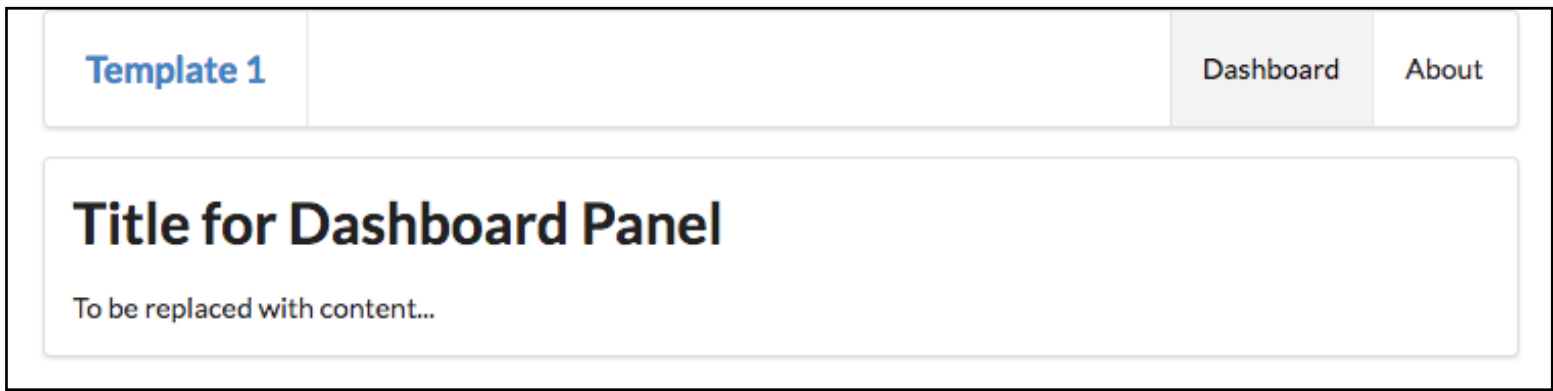 Template 1
Dashboard
About
Title for Dashboard Panel
To be replaced with content...